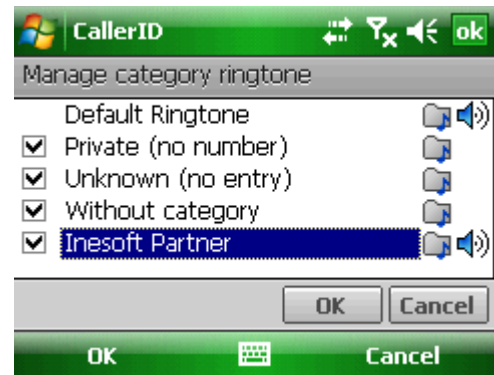 CallerID ok
Manage category ringtone
Default Ringtone
Private (no number)
Unknown (no entry)
Without category
Inesoft Partner
OK Cancel
OK Cancel